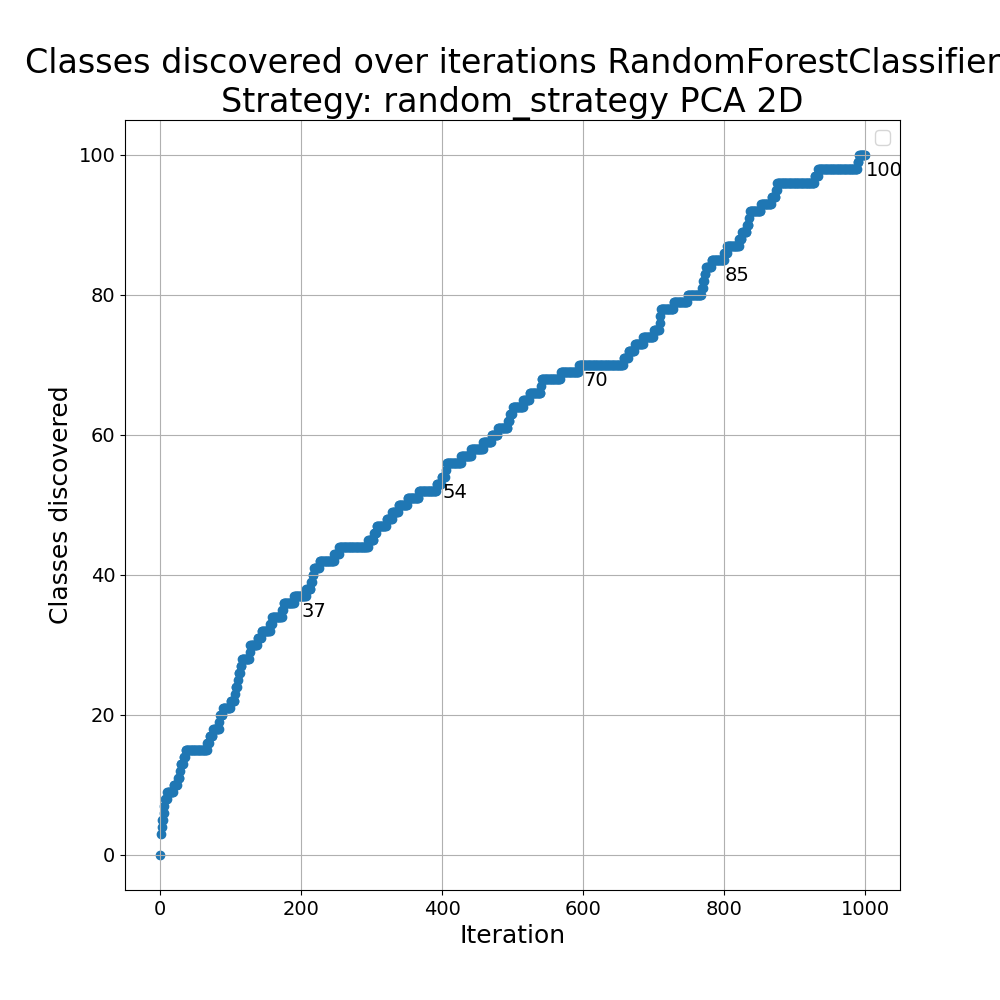 Classes discovered over iterations RandomForestClassifier
Strategy: random_strategy PCA 2D
100
80
60
40
20
0
Classes discovered
37
54
70
85
100
0 200 400 600 800 1000
Iteration